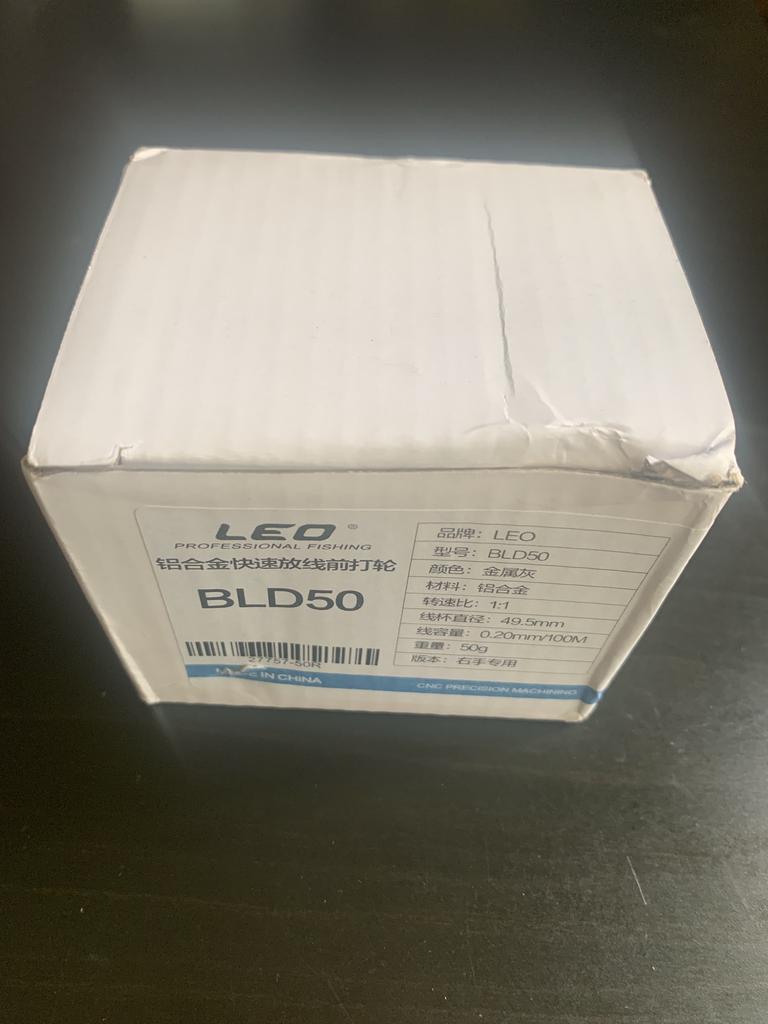 LEO ®
PROFESSIONAL FISHING
铝合金快速放线前打轮
BLD50
27757-50R
IN CHINA
品牌：LEO
型号：BLD50
颜色：金属灰
材料：铝合金
转速比：1:1
线杯直径：49.5mm
线容量：0.20mm/100M
重量：50g
版本：右手专用
CNC PRECISION MACHINING